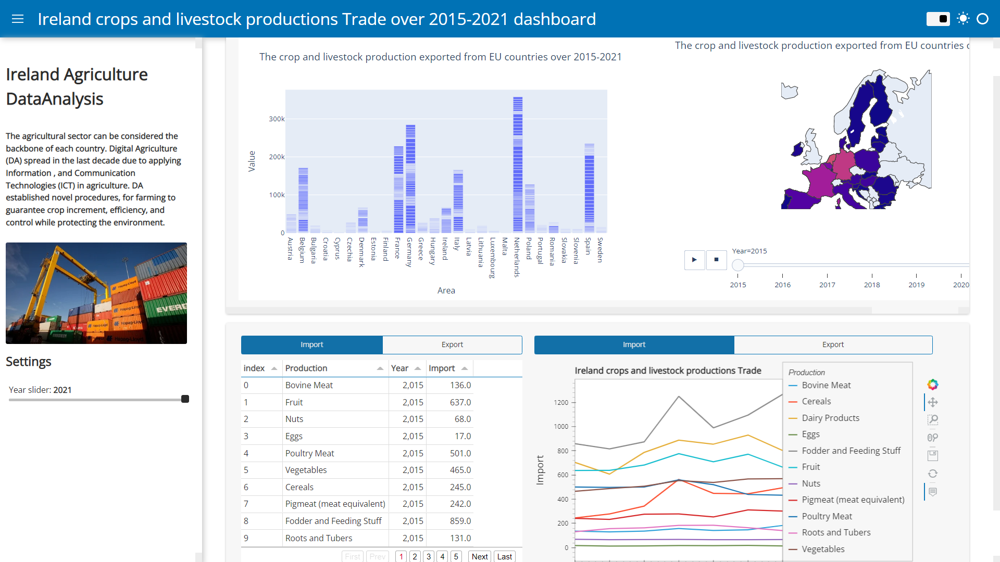 Ireland crops and livestock productions Trade over 2015-2021 dashboard
Ireland Agriculture
DataAnalysis
The agricultural sector can be considered the
backbone of each country. Digital Agriculture
(DA) spread in the last decade due to applying
Information , and Communication
Technologies (ICT) in agriculture. DA
established novel procedures, for farming to
guarantee crop increment, efficiency, and
control while protecting the environment.
Hapag-Lloyd
Hapag-Lloyd
Hapag-Lloyd
EVERG
Settings
Year slider: 2021
The crop and livestock production exported from EU countries over 2015-2021
Value
300k
200k
100k
0
Austria
Belgium
Bulgaria
Croatia
Cyprus
Czechia
Denmark
Estonia
Finland
France
Germany
Greece
Hungary
Ireland
Italy
Latvia
Lithuania
Luxembourg
Malta
Netherlands
Poland
Portugal
Romania
Slovakia
Slovenia
Spain
Sweden
Area
The crop and livestock production exported from EU countries
Year=2015
2015 2016 2017 2018 2019 2020
Import Export
index Production Year Import
0 Bovine Meat 2,015 136.0
1 Fruit 2,015 637.0
2 Nuts 2,015 68.0
3 Eggs 2,015 17.0
4 Poultry Meat 2,015 501.0
5 Vegetables 2,015 465.0
6 Cereals 2,015 245.0
7 Pigmeat (meat equivalent) 2,015 242.0
8 Fodder and Feeding Stuff 2,015 859.0
9 Roots and Tubers 2,015 131.0
First Prev 1 2 3 4 5 Next Last
Import Export
Ireland crops and livestock productions Trade
Import
1200
1000
800
600
400
200
0
Production
Bovine Meat
Cereals
Dairy Products
Eggs
Fodder and Feeding Stuff
Fruit
Nuts
Pigmeat (meat equivalent)
Poultry Meat
Roots and Tubers
Vegetables